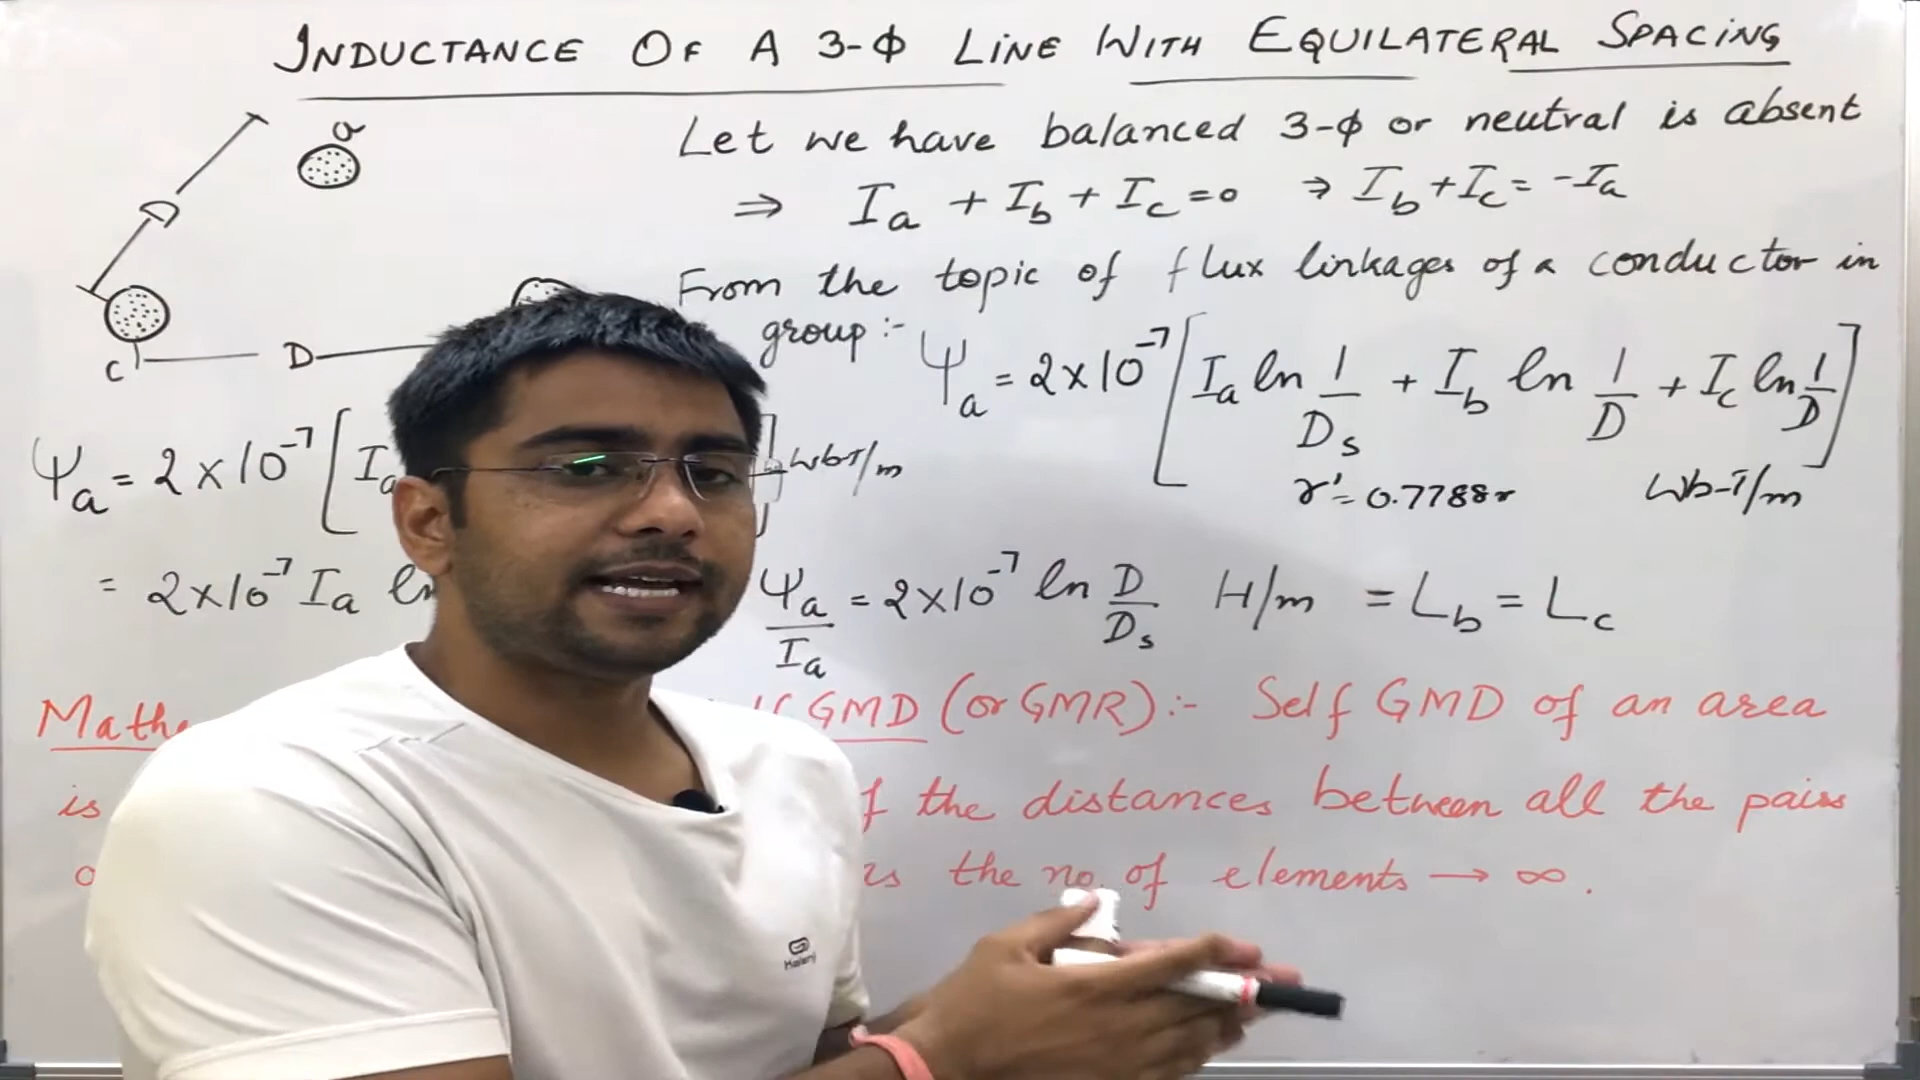 INDUCTANCE OF A 3-Φ LINE WITH EQUILATERAL SPACING
a
Let we have balanced 3-ϕ or neutral is absent
⇒ Ia + Ib + Ic = 0 ⇒ Ib + Ic = -Ia
D
From the topic of flux linkages of a conductor in
group :- Ψa = 2×10^-7 [Ia ln 1/Ds + Ib ln 1/D + Ic ln 1/D]
c D
r' = 0.7788r Wb-T/m
Ψa = 2×10^-7 [Ia ] WbT/m
= 2×10^-7 Ia ln
Ψa/Ia = 2×10^-7 ln D/Ds H/m = Lb = Lc
GMD (or GMR) :- Self GMD of an area
is the distances between all the pairs
the no. of elements → ∞.